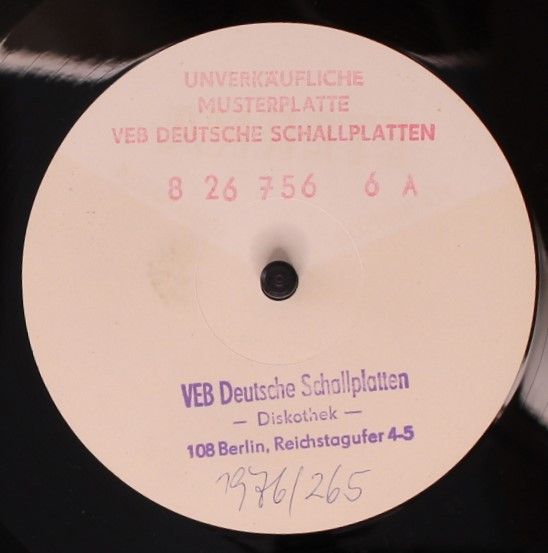 UNVERKÄUFLICHE
MUSTERPLATTE
VEB DEUTSCHE SCHALLPLATTEN
8 26 756 6 A
VEB Deutsche Schallplatten
— Diskothek —
108 Berlin, Reichstagufer 4-5
1976/265